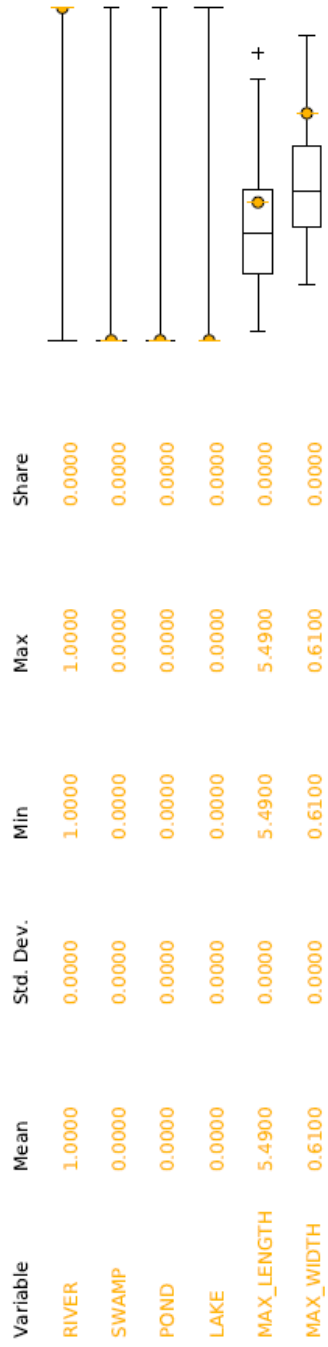 Variable Mean Std. Dev. Min Max Share
RIVER 1.0000 0.0000 1.0000 1.0000 0.0000
SWAMP 0.0000 0.0000 0.0000 0.0000 0.0000
POND 0.0000 0.0000 0.0000 0.0000 0.0000
LAKE 0.0000 0.0000 0.0000 0.0000 0.0000
MAX_LENGTH 5.4900 0.0000 5.4900 5.4900 0.0000
MAX_WIDTH 0.6100 0.0000 0.6100 0.6100 0.0000